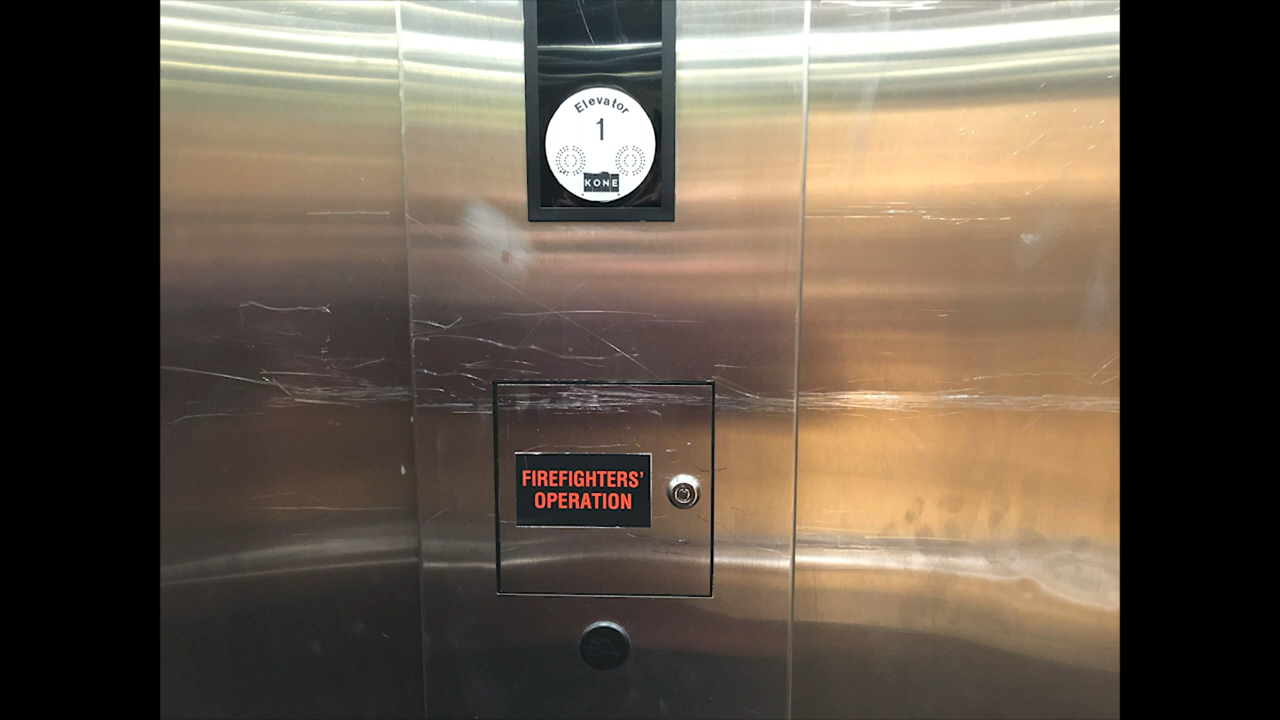 Elevator
1
KONE
FIREFIGHTERS'
OPERATION